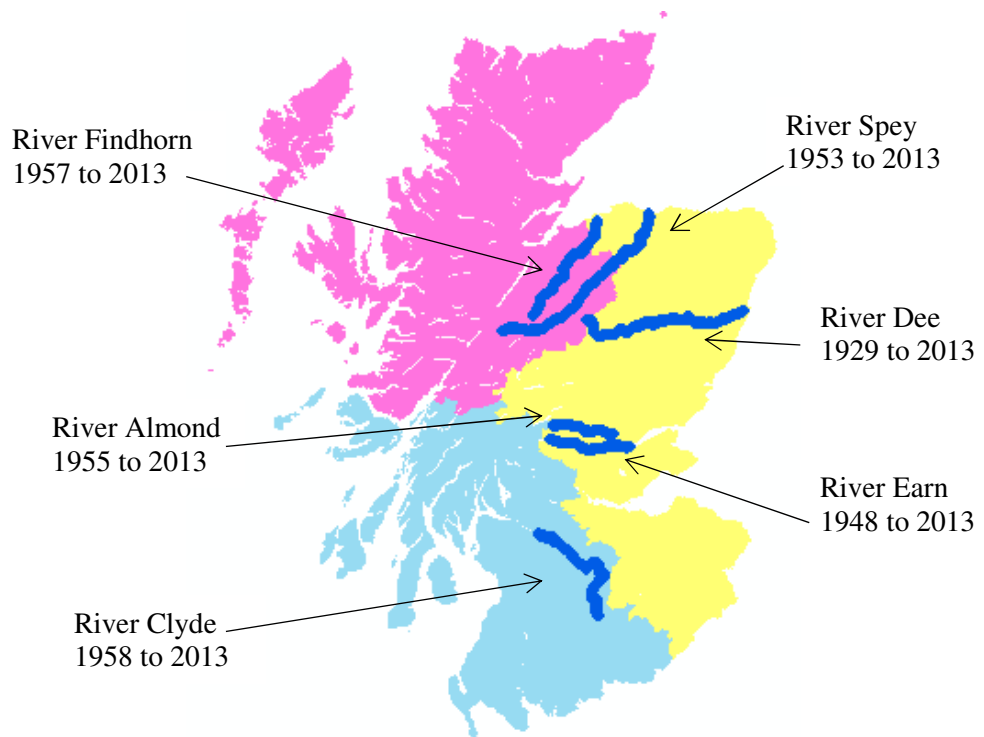 River Findhorn
1957 to 2013
River Spey
1953 to 2013
River Dee
1929 to 2013
River Almond
1955 to 2013
River Earn
1948 to 2013
River Clyde
1958 to 2013